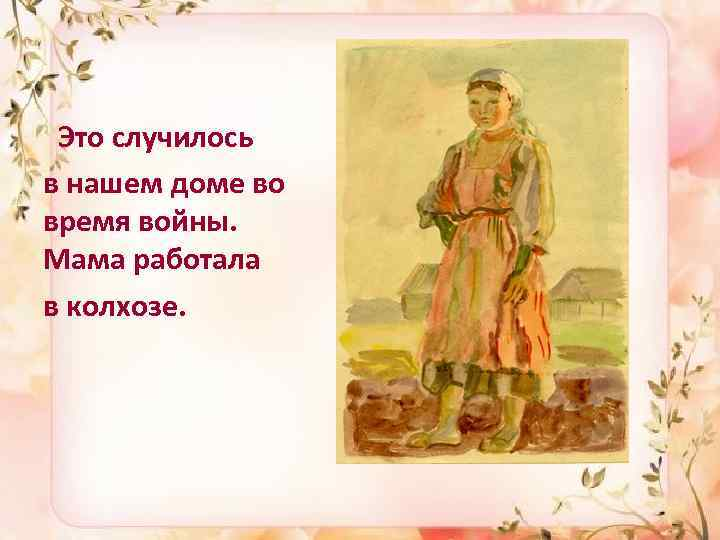 Это случилось
в нашем доме во
время войны.
Мама работала
в колхозе.